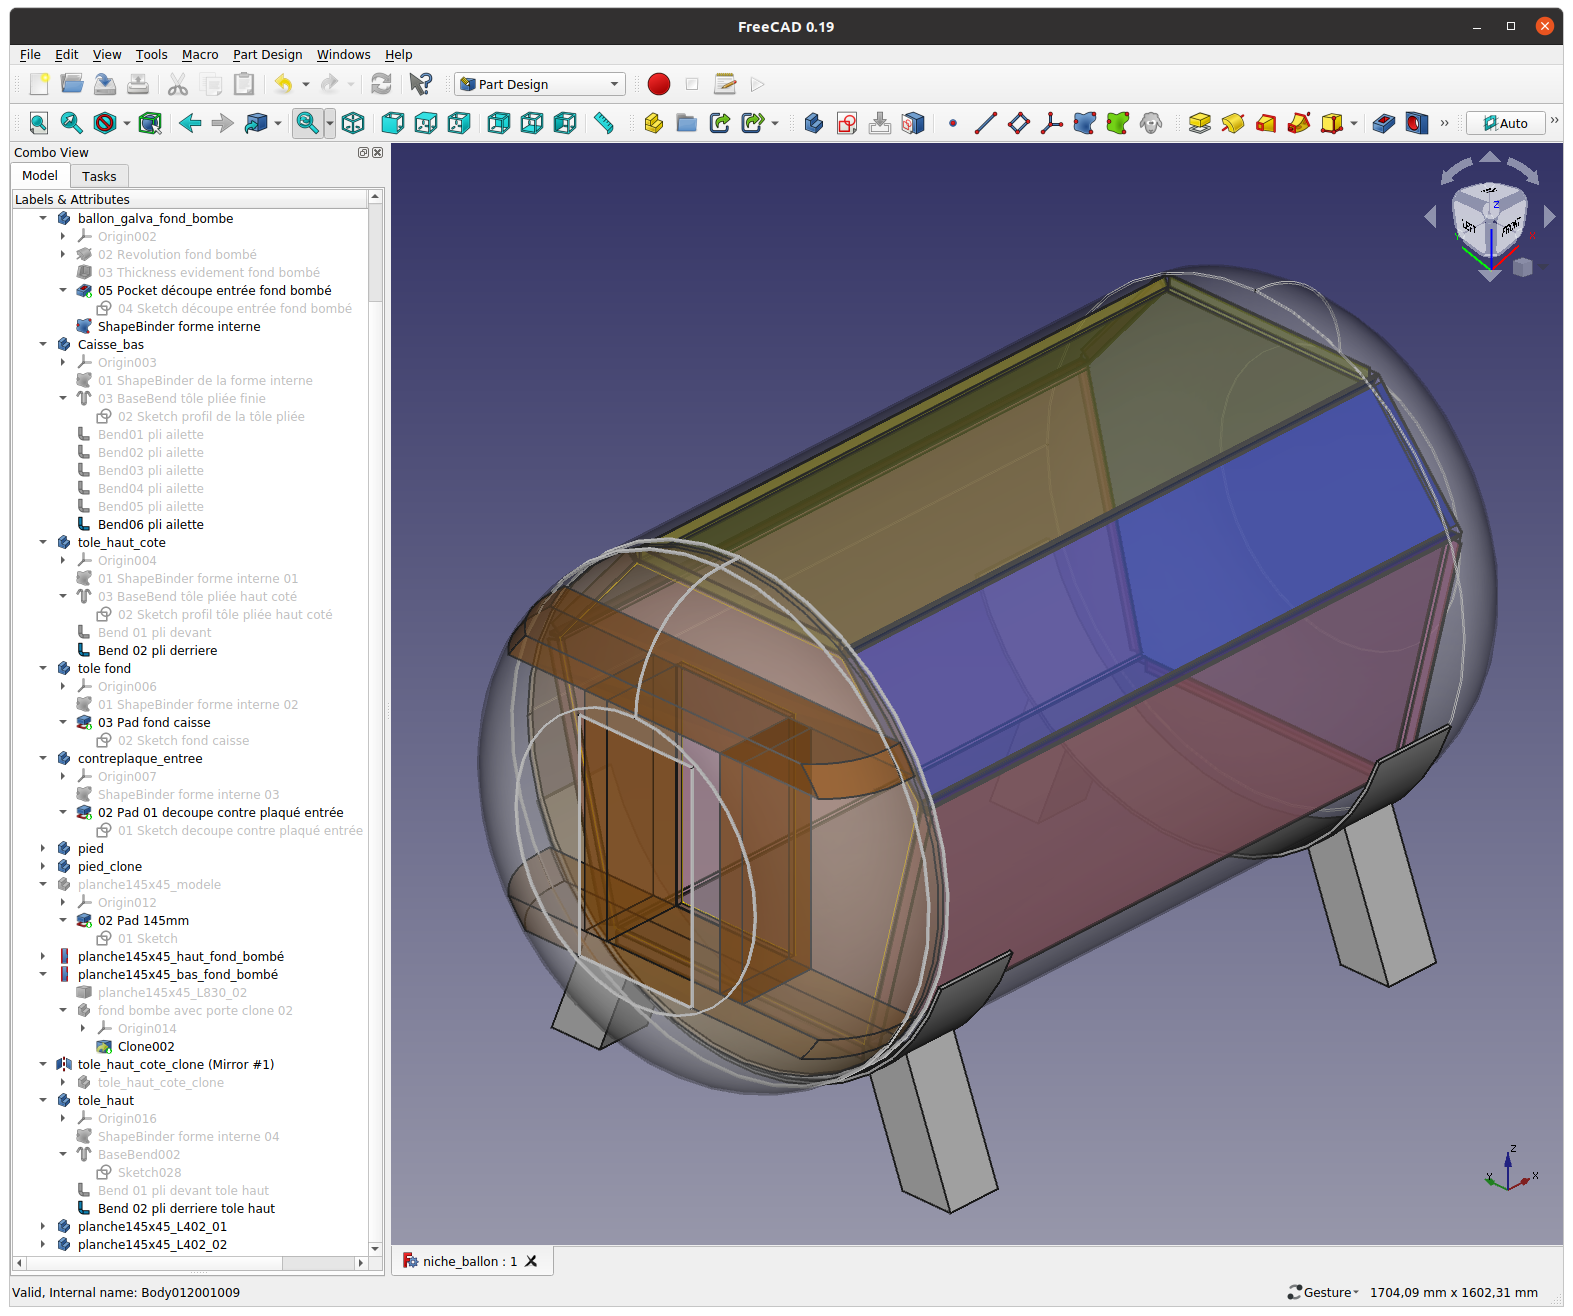 FreeCAD 0.19
File Edit View Tools Macro Part Design Windows Help
Part Design
Auto
Combo View
Model Tasks
Labels & Attributes
ballon_galva_fond_bombe
Origin002
02 Revolution fond bombé
03 Thickness evidement fond bombé
05 Pocket découpe entrée fond bombé
04 Sketch découpe entrée fond bombé
ShapeBinder forme interne
Caisse_bas
Origin003
01 ShapeBinder de la forme interne
03 BaseBend tôle pliée finie
02 Sketch profil de la tôle pliée
Bend01 pli ailette
Bend02 pli ailette
Bend03 pli ailette
Bend04 pli ailette
Bend05 pli ailette
Bend06 pli ailette
tole_haut_cote
Origin004
01 ShapeBinder forme interne 01
03 BaseBend tôle pliée haut coté
02 Sketch profil tôle pliée haut coté
Bend 01 pli devant
Bend 02 pli derriere
tole fond
Origin006
01 ShapeBinder forme interne 02
03 Pad fond caisse
02 Sketch fond caisse
contreplaque_entree
Origin007
ShapeBinder forme interne 03
02 Pad 01 decoupe contre plaqué entrée
01 Sketch decoupe contre plaqué entrée
pied
pied_clone
planche145x45_modele
Origin012
02 Pad 145mm
01 Sketch
planche145x45_haut_fond_bombé
planche145x45_bas_fond_bombé
planche145x45_L830_02
fond bombe avec porte clone 02
Origin014
Clone002
tole_haut_cote_clone (Mirror #1)
tole_haut_cote_clone
tole_haut
Origin016
ShapeBinder forme interne 04
BaseBend002
Sketch028
Bend 01 pli devant tole haut
Bend 02 pli derriere tole haut
planche145x45_L402_01
planche145x45_L402_02
Z
X
LEFT FRONT
Z
Y X
niche_ballon : 1
Valid, Internal name: Body012001009
Gesture 1704,09 mm x 1602,31 mm